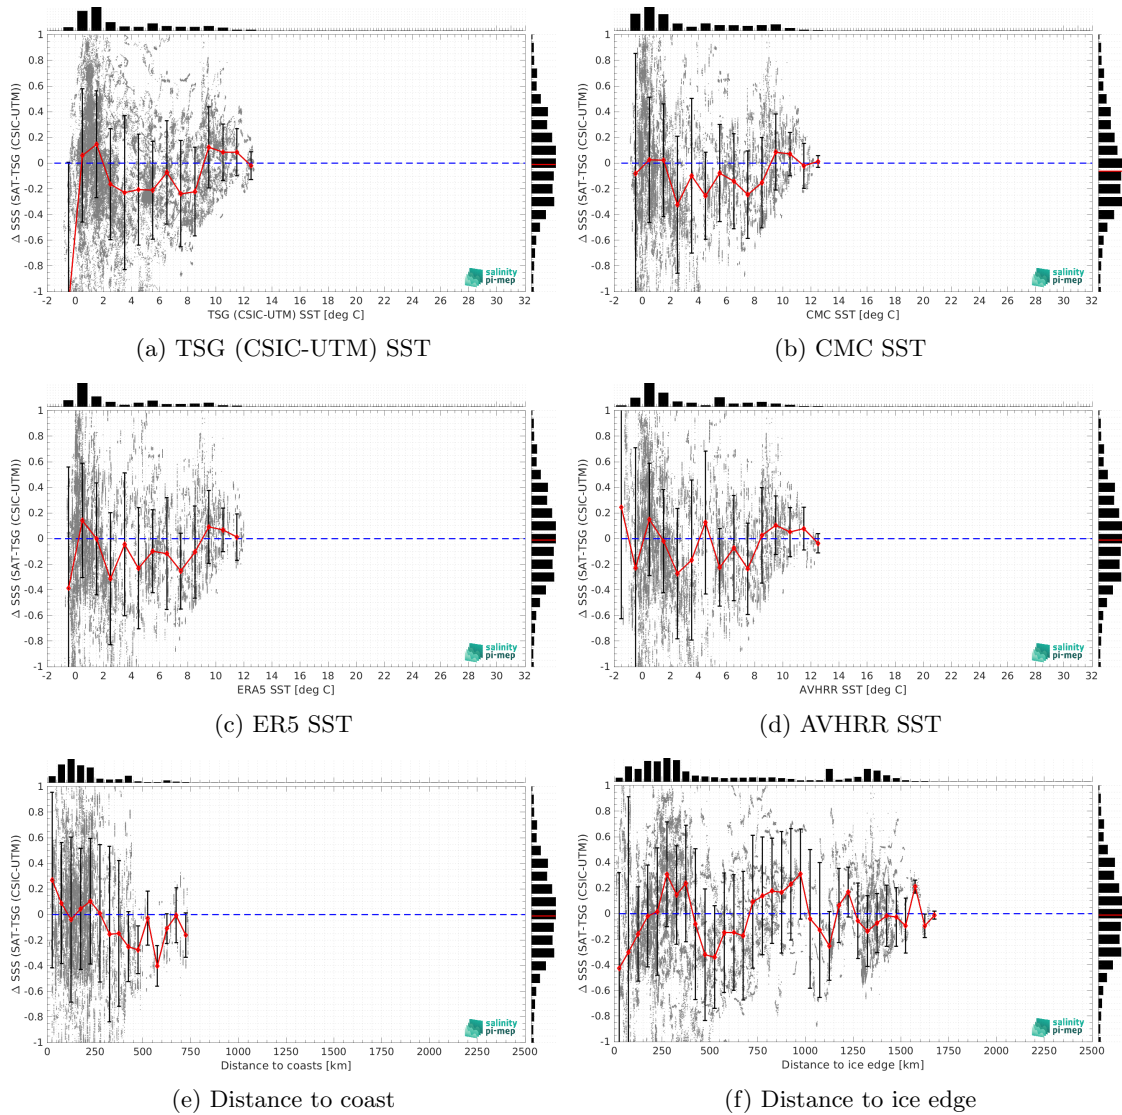 1
0.8
0.6
0.4
0.2
0
-0.2
-0.4
-0.6
-0.8
-1
Δ SSS (SAT-TSG (CSIC-UTM))
salinity
pi-mep
-2 0 2 4 6 8 10 12 14 16 18 20 22 24 26 28 30 32
TSG (CSIC-UTM) SST [deg C]
(a) TSG (CSIC-UTM) SST
1
0.8
0.6
0.4
0.2
0
-0.2
-0.4
-0.6
-0.8
-1
Δ SSS (SAT-TSG (CSIC-UTM))
salinity
pi-mep
-2 0 2 4 6 8 10 12 14 16 18 20 22 24 26 28 30 32
CMC SST [deg C]
(b) CMC SST
1
0.8
0.6
0.4
0.2
0
-0.2
-0.4
-0.6
-0.8
-1
Δ SSS (SAT-TSG (CSIC-UTM))
salinity
pi-mep
-2 0 2 4 6 8 10 12 14 16 18 20 22 24 26 28 30 32
ERA5 SST [deg C]
(c) ER5 SST
1
0.8
0.6
0.4
0.2
0
-0.2
-0.4
-0.6
-0.8
-1
Δ SSS (SAT-TSG (CSIC-UTM))
salinity
pi-mep
-2 0 2 4 6 8 10 12 14 16 18 20 22 24 26 28 30 32
AVHRR SST [deg C]
(d) AVHRR SST
1
0.8
0.6
0.4
0.2
0
-0.2
-0.4
-0.6
-0.8
-1
Δ SSS (SAT-TSG (CSIC-UTM))
salinity
pi-mep
0 250 500 750 1000 1250 1500 1750 2000 2250 2500
Distance to coasts [km]
(e) Distance to coast
1
0.8
0.6
0.4
0.2
0
-0.2
-0.4
-0.6
-0.8
-1
Δ SSS (SAT-TSG (CSIC-UTM))
salinity
pi-mep
0 250 500 750 1000 1250 1500 1750 2000 2250 2500
Distance to ice edge [km]
(f) Distance to ice edge